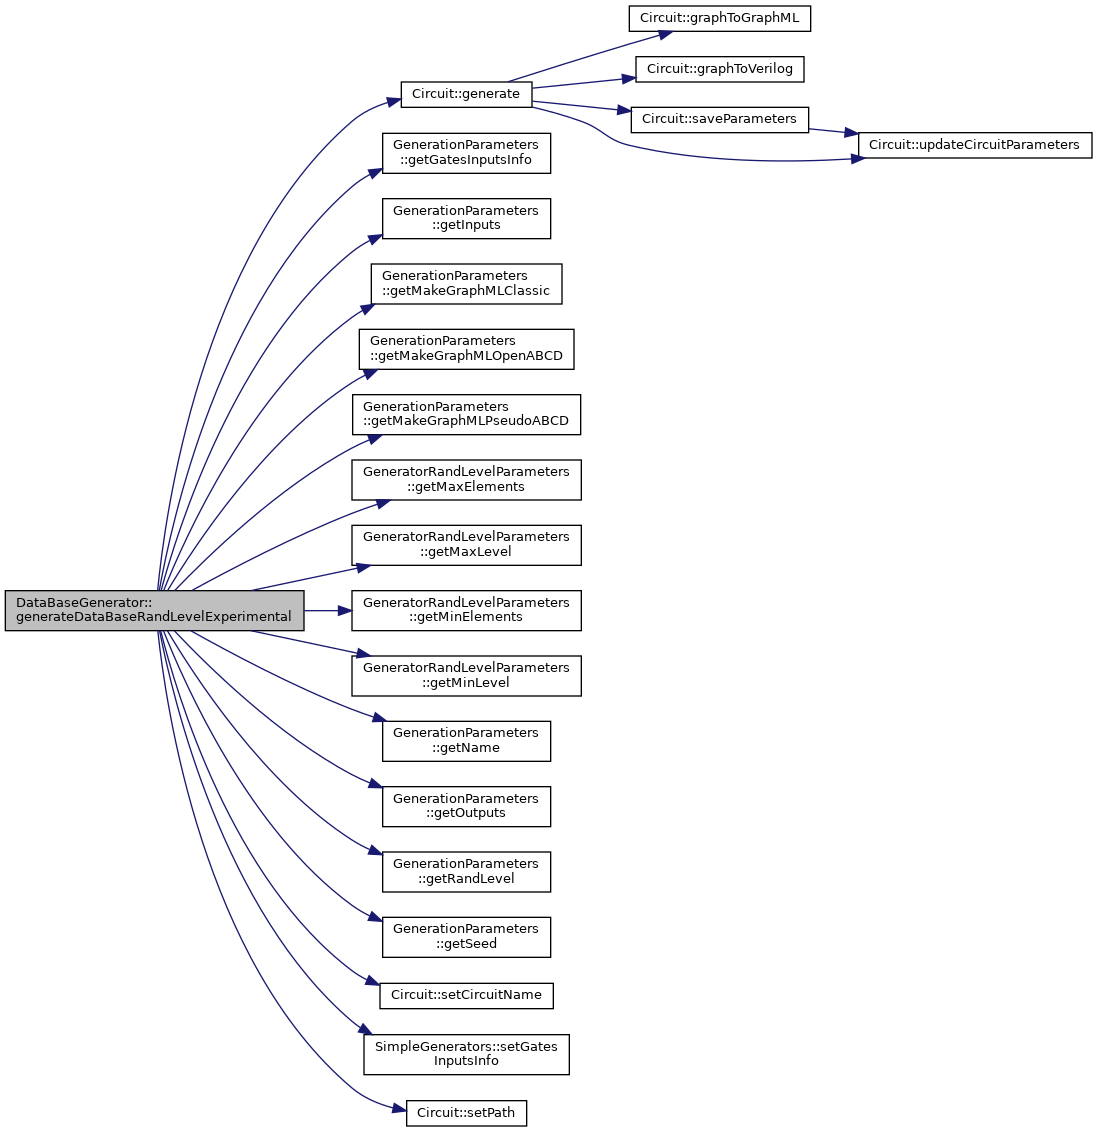 Circuit::graphToGraphML
Circuit::graphToVerilog
Circuit::generate
Circuit::saveParameters
Circuit::updateCircuitParameters
GenerationParameters
::getGatesInputsInfo
GenerationParameters
::getInputs
GenerationParameters
::getMakeGraphMLClassic
GenerationParameters
::getMakeGraphMLOpenABCD
GenerationParameters
::getMakeGraphMLPseudoABCD
GeneratorRandLevelParameters
::getMaxElements
GeneratorRandLevelParameters
::getMaxLevel
DataBaseGenerator::
generateDataBaseRandLevelExperimental
GeneratorRandLevelParameters
::getMinElements
GeneratorRandLevelParameters
::getMinLevel
GenerationParameters
::getName
GenerationParameters
::getOutputs
GenerationParameters
::getRandLevel
GenerationParameters
::getSeed
Circuit::setCircuitName
SimpleGenerators::setGates
InputsInfo
Circuit::setPath